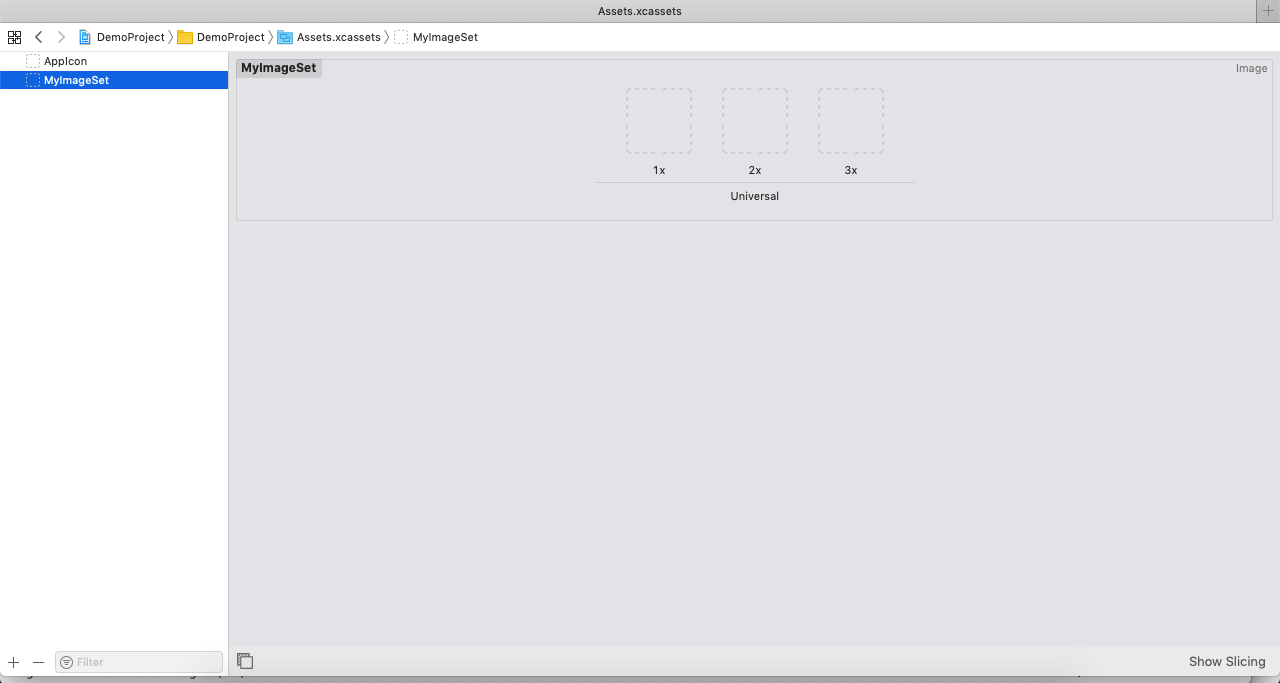 Assets.xcassets
DemoProject DemoProject Assets.xcassets MyImageSet
AppIcon
MyImageSet
MyImageSet
Image
1x 2x 3x
Universal
Filter
Show Slicing